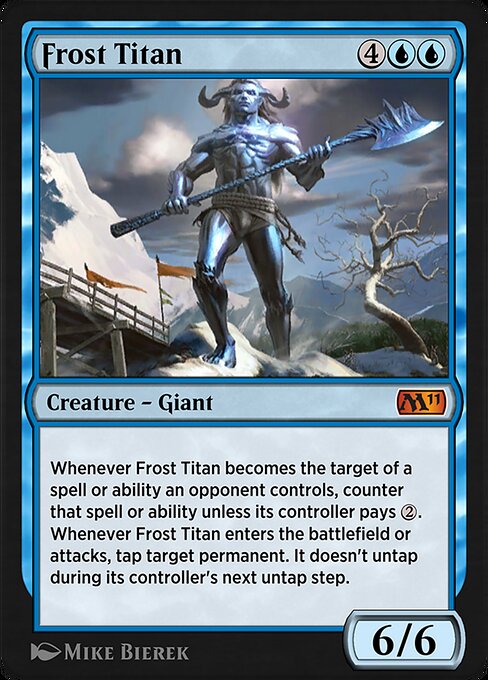 Frost Titan 4
Creature – Giant M11
Whenever Frost Titan becomes the target of a
spell or ability an opponent controls, counter
that spell or ability unless its controller pays 2.
Whenever Frost Titan enters the battlefield or
attacks, tap target permanent. It doesn't untap
during its controller's next untap step.
6/6
Mike Bierek